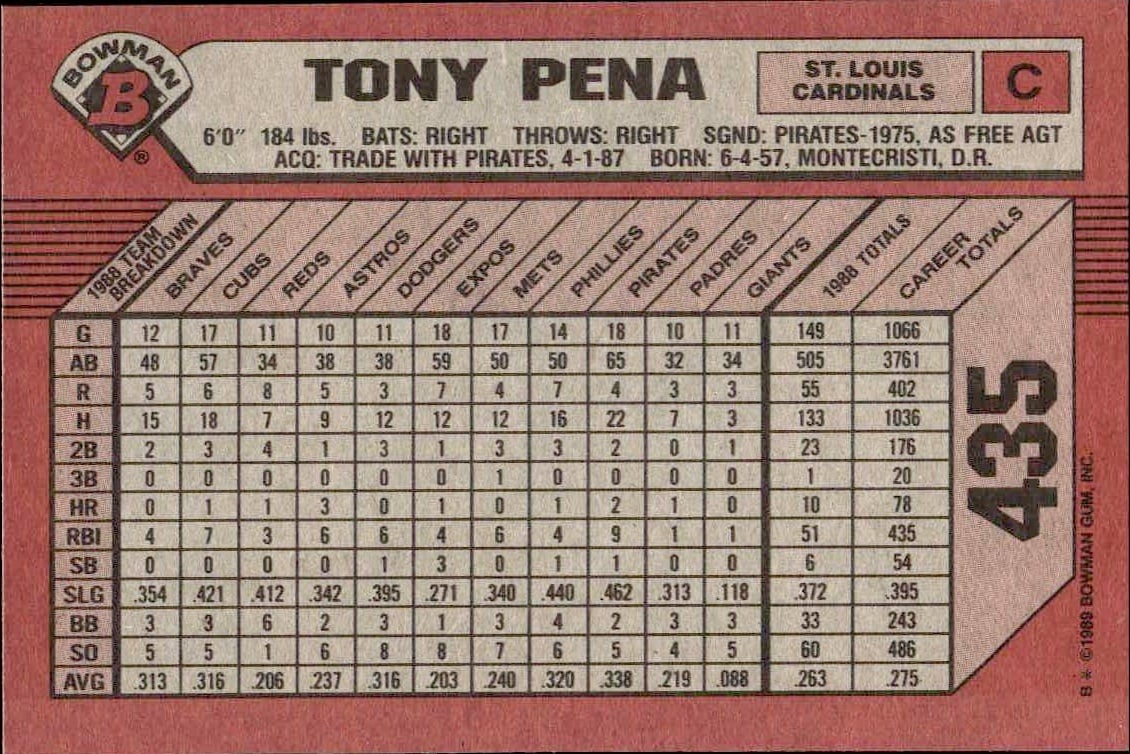 BOWMAN
B
®
TONY PENA
ST. LOUIS
CARDINALS
C
6'0" 184 lbs. BATS: RIGHT THROWS: RIGHT SGND: PIRATES-1975, AS FREE AGT
ACQ: TRADE WITH PIRATES, 4-1-87 BORN: 6-4-57, MONTECRISTI, D.R.
1988 TEAM BREAKDOWN BRAVES CUBS REDS ASTROS DODGERS EXPOS METS PHILLIES PIRATES PADRES GIANTS 1988 TOTALS CAREER TOTALS
G 12 17 11 10 11 18 17 14 18 10 11 149 1066
AB 48 57 34 38 38 59 50 50 65 32 34 505 3761
R 5 6 8 5 3 7 4 7 4 3 3 55 402
H 15 18 7 9 12 12 12 16 22 7 3 133 1036
2B 2 3 4 1 3 1 3 3 2 0 1 23 176
3B 0 0 0 0 0 0 1 0 0 0 0 1 20
HR 0 1 1 3 0 1 0 1 2 1 0 10 78
RBI 4 7 3 6 6 4 6 4 9 1 1 51 435
SB 0 0 0 0 1 3 0 1 1 0 0 6 54
SLG .354 .421 .412 .342 .395 .271 .340 .440 .462 .313 .118 .372 .395
BB 3 3 6 2 3 1 3 4 2 3 3 33 243
SO 5 5 1 6 8 8 7 6 5 4 5 60 486
AVG .313 .316 .206 .237 .316 .203 .240 .320 .338 .219 .088 .263 .275
435
B * ©1989 BOWMAN GUM, INC.